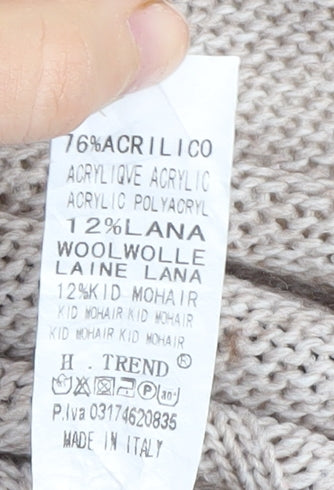 76%ACRILICO
ACRYLIQVE ACRYLIC
ACRYLIC POLYACRYL
12%LANA
WOOLWOLLE
LAINE LANA
12%KID MOHAIR
KID MOHAIR KID MOHAIR
KID MOHAIR KID MOHAIR
H . TREND®
P.Iva 03174620835
MADE IN ITALY